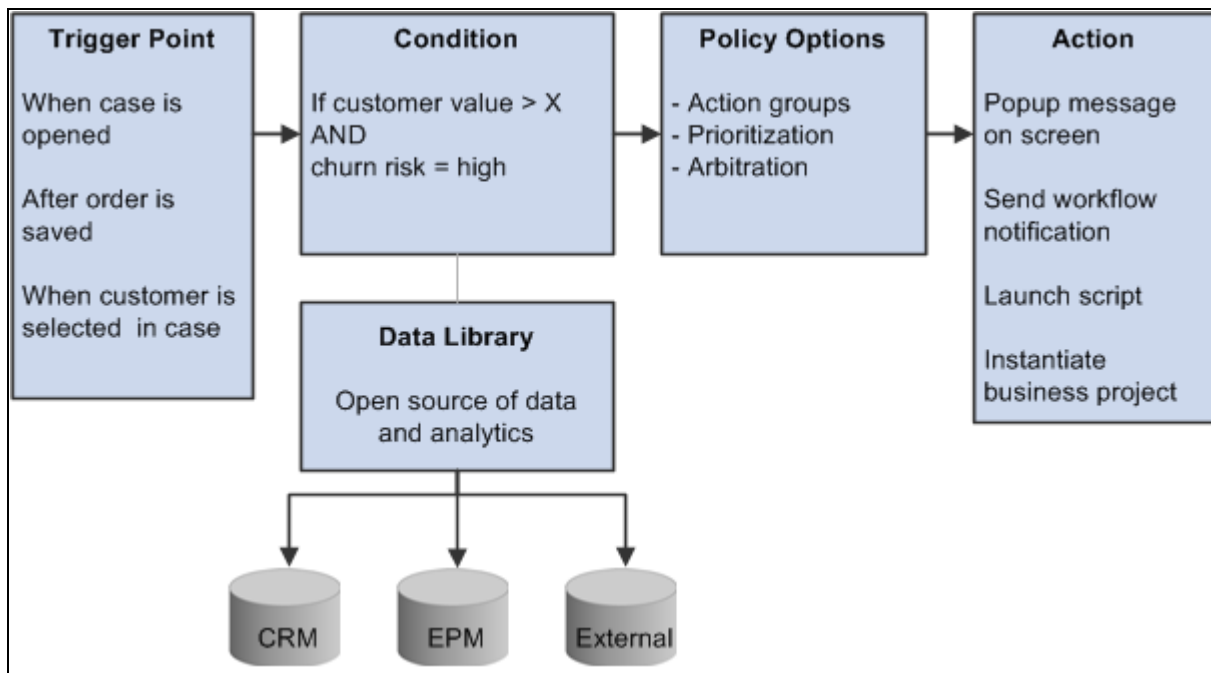 Trigger Point
When case is
opened
After order is
saved
When customer is
selected in case
Condition
If customer value > X
AND
churn risk = high
Policy Options
- Action groups
- Prioritization
- Arbitration
Action
Popup message
on screen
Send workflow
notification
Launch script
Instantiate
business project
Data Library
Open source of data
and analytics
CRM
EPM
External